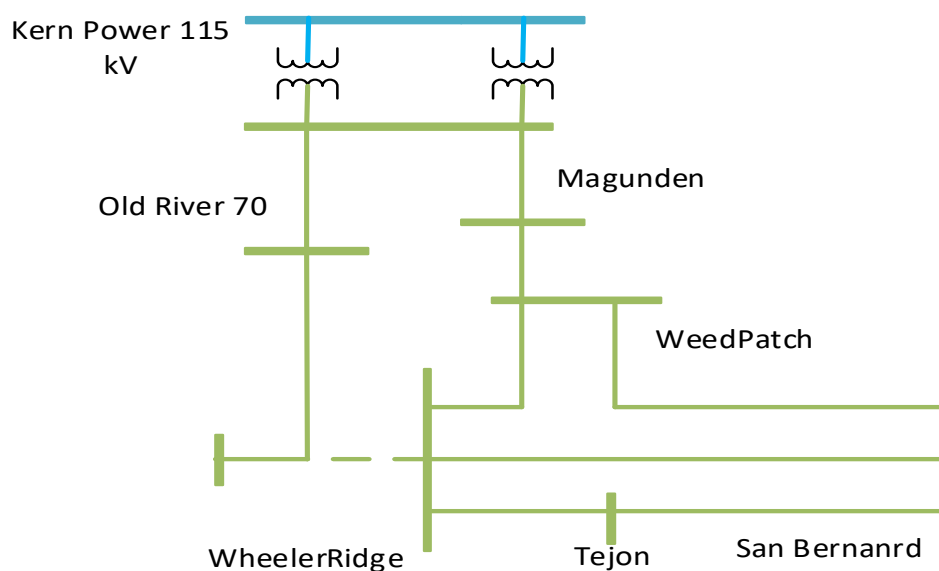 Kern Power 115
kV
Magunden
Old River 70
WeedPatch
WheelerRidge
Tejon
San Bernanrd